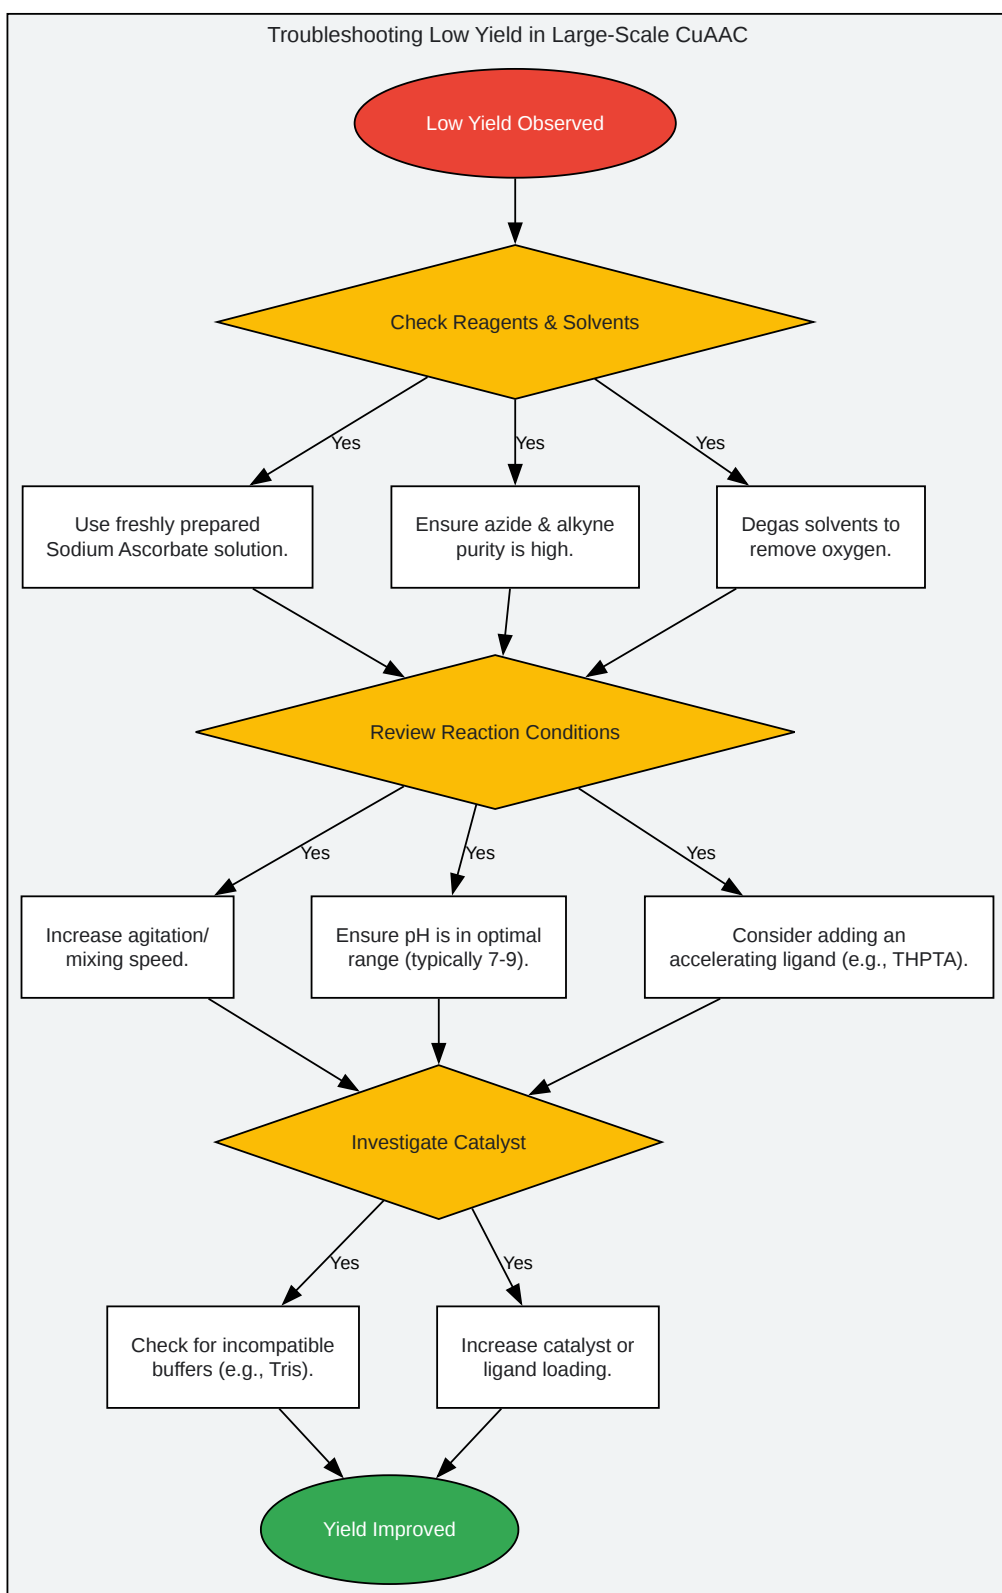 Troubleshooting Low Yield in Large-Scale CuAAC
Low Yield Observed
Check Reagents & Solvents
Yes
Yes
Yes
Use freshly prepared
Sodium Ascorbate solution.
Ensure azide & alkyne
purity is high.
Degas solvents to
remove oxygen.
Review Reaction Conditions
Yes
Yes
Yes
Increase agitation/
mixing speed.
Ensure pH is in optimal
range (typically 7-9).
Consider adding an
accelerating ligand (e.g., THPTA).
Investigate Catalyst
Yes
Yes
Check for incompatible
buffers (e.g., Tris).
Increase catalyst or
ligand loading.
Yield Improved